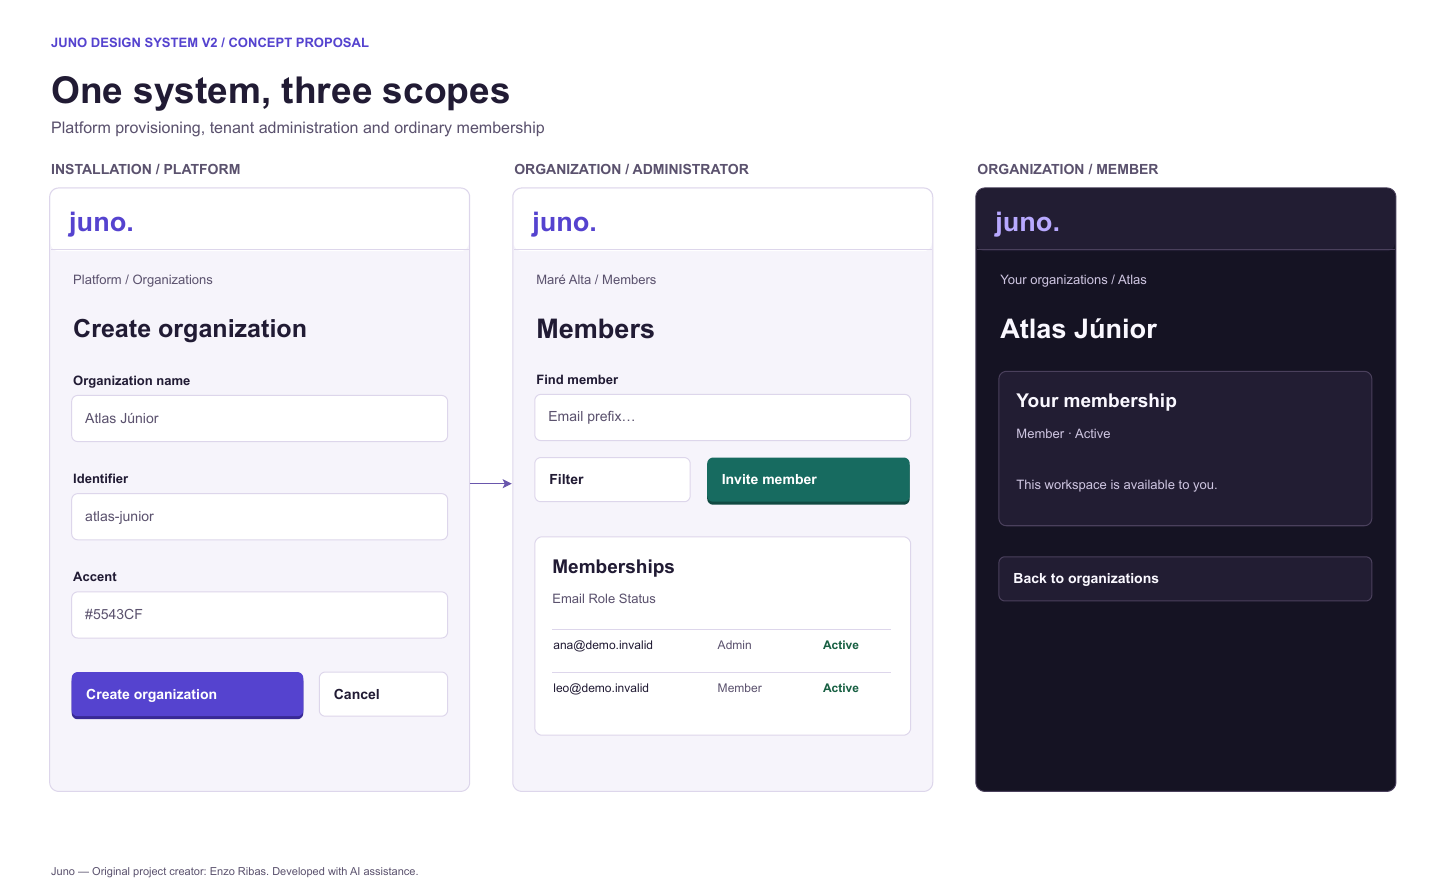 JUNO DESIGN SYSTEM V2 / CONCEPT PROPOSAL
One system, three scopes
Platform provisioning, tenant administration and ordinary membership
INSTALLATION / PLATFORM
juno.
Platform / Organizations
Create organization
Organization name
Atlas Júnior
Identifier
atlas-junior
Accent
#5543CF
Create organization
Cancel
ORGANIZATION / ADMINISTRATOR
juno.
Maré Alta / Members
Members
Find member
Email prefix…
Filter
Invite member
Memberships
Email Role Status
ana@demo.invalid Admin Active
leo@demo.invalid Member Active
ORGANIZATION / MEMBER
juno.
Your organizations / Atlas
Atlas Júnior
Your membership
Member · Active
This workspace is available to you.
Back to organizations
Juno — Original project creator: Enzo Ribas. Developed with AI assistance.